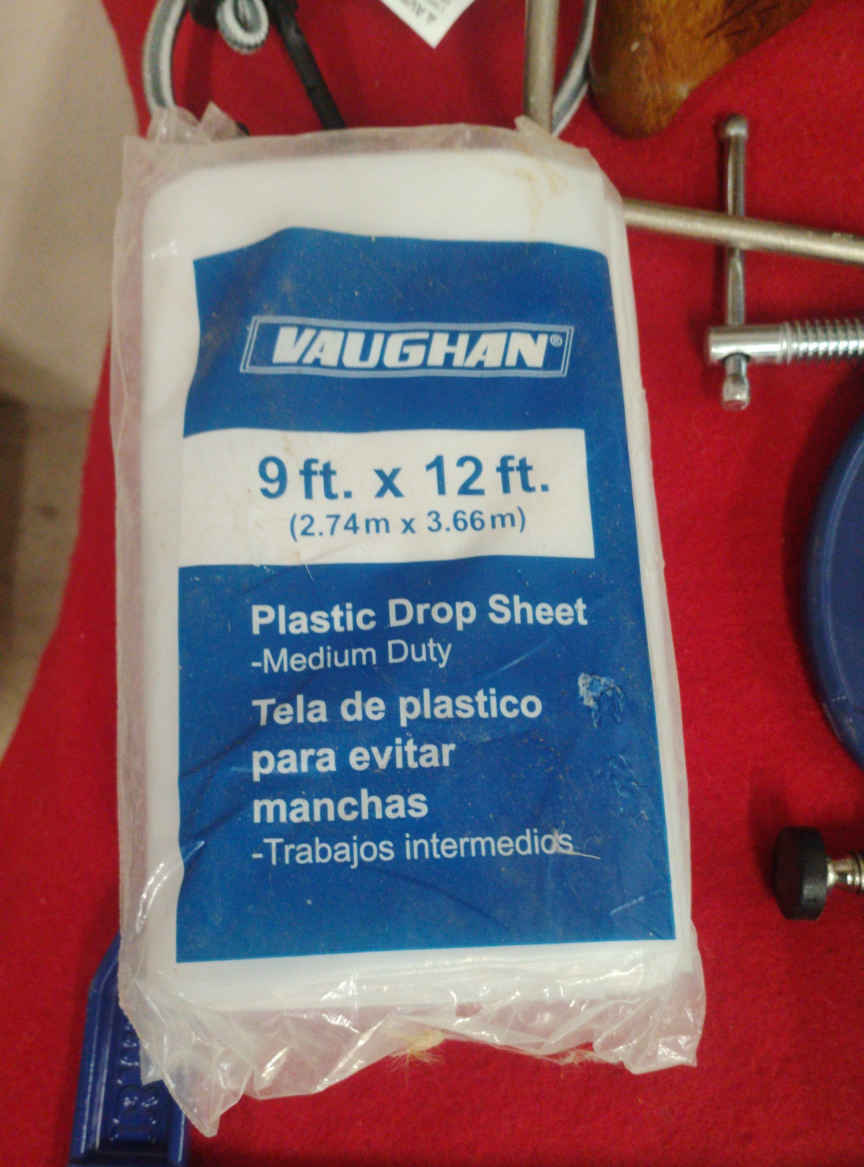 VAUGHAN®
9 ft. x 12 ft.
(2.74m x 3.66m)
Plastic Drop Sheet
-Medium Duty
Tela de plastico
para evitar
manchas
-Trabajos intermedios